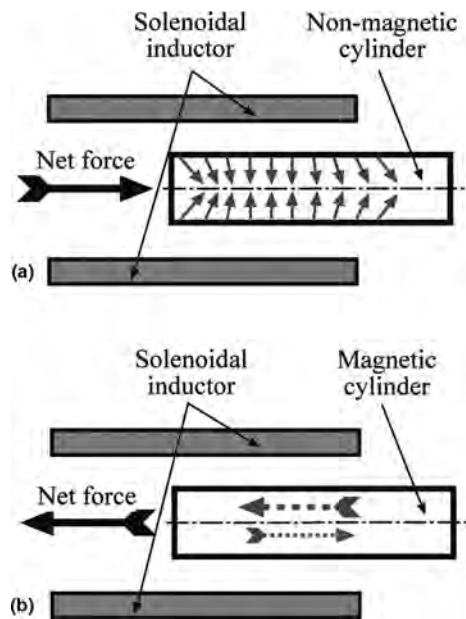 Solenoidal
inductor
Non-magnetic
cylinder
Net force
(a)
Solenoidal
inductor
Magnetic
cylinder
Net force
(b)